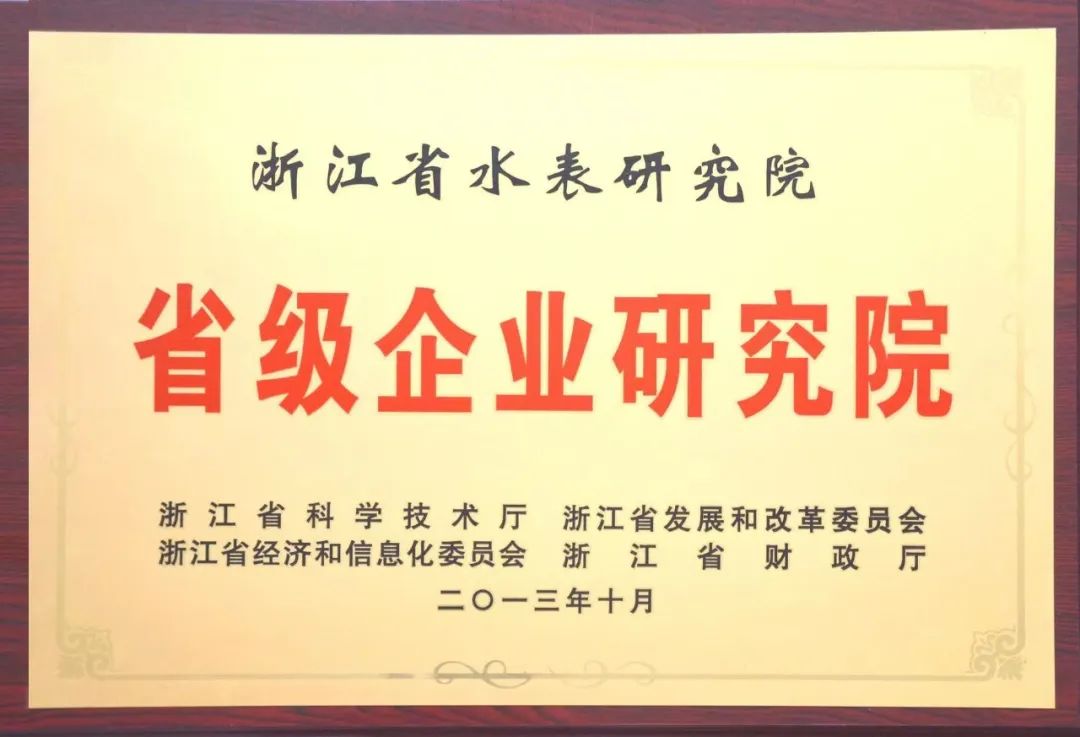 浙江省水表研究院
省级企业研究院
浙江省科学技术厅 浙江省发展和改革委员会
浙江省经济和信息化委员会 浙江省财政厅
二〇一三年十月